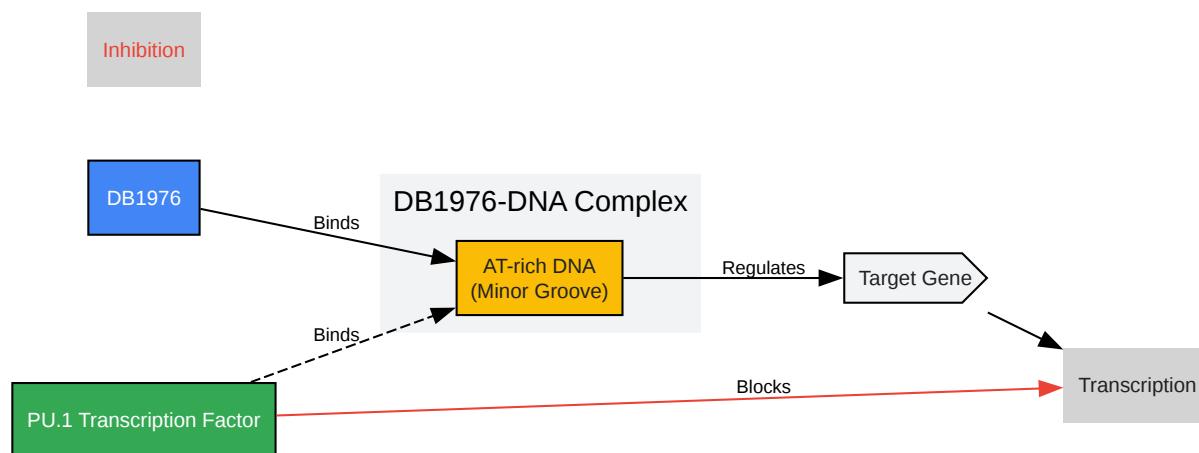 Inhibition
DB1976
Binds
DB1976-DNA Complex
AT-rich DNA
(Minor Groove)
Regulates
Target Gene
Binds
Blocks
Transcription
PU.1 Transcription Factor